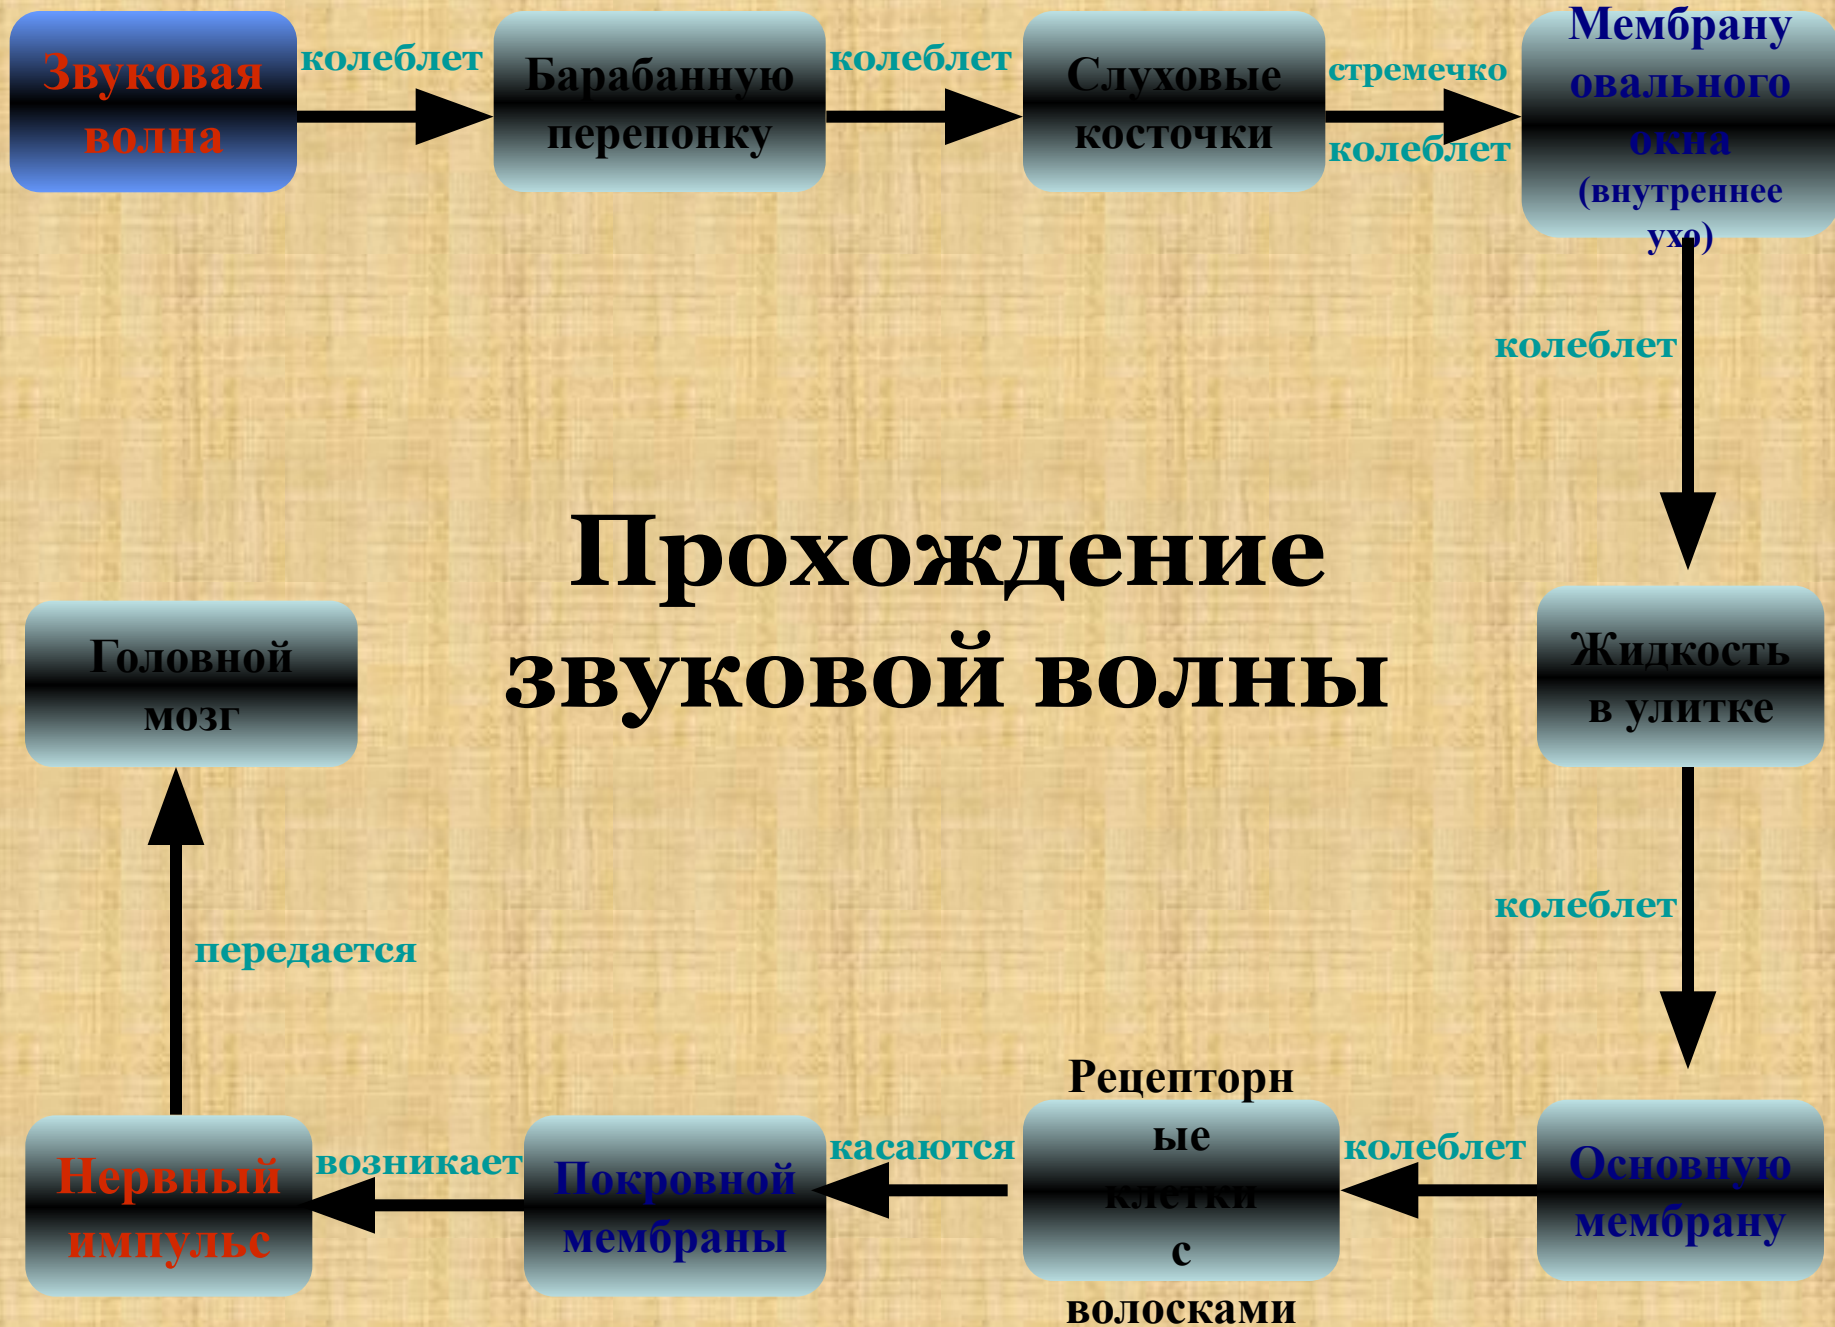 Звуковая
волна
колеблет
Барабанную
перепонку
колеблет
Слуховые
косточки
стремечко
колеблет
Мембрану
овального
окна
(внутреннее
ухо)
колеблет
Прохождение
звуковой волны
Жидкость
в улитке
колеблет
Основную
мембрану
колеблет
Рецепторн
ые
клетки
с
волосками
касаются
Покровной
мембраны
возникает
Нервный
импульс
передается
Головной
мозг